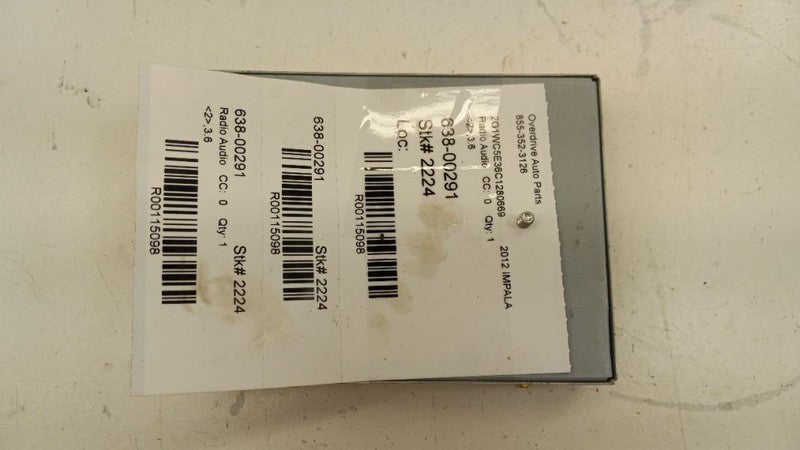 Overdrive Auto Parts
855-352-3126
2G1WC5E36C1280669 2012 IMPALA
Radio Audio CC: 0 Qty: 1
<2>,3.6
638-00291
Stk# 2224
LOC:
R00115098
638-00291 Stk# 2224
R00115098
638-00291 Stk# 2224
Radio Audio CC: 0 Qty: 1
<2>,3.6
R00115098